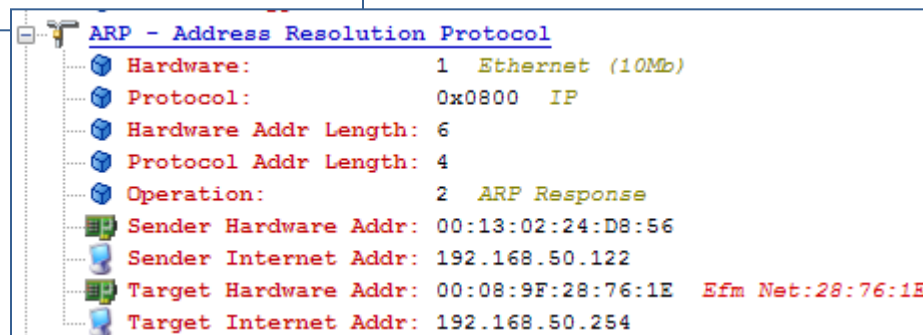 ARP - Address Resolution Protocol
Hardware: 1 Ethernet (10Mb)
Protocol: 0x0800 IP
Hardware Addr Length: 6
Protocol Addr Length: 4
Operation: 2 ARP Response
Sender Hardware Addr: 00:13:02:24:D8:56
Sender Internet Addr: 192.168.50.122
Target Hardware Addr: 00:08:9F:28:76:1E Efm Net:28:76:1E
Target Internet Addr: 192.168.50.254